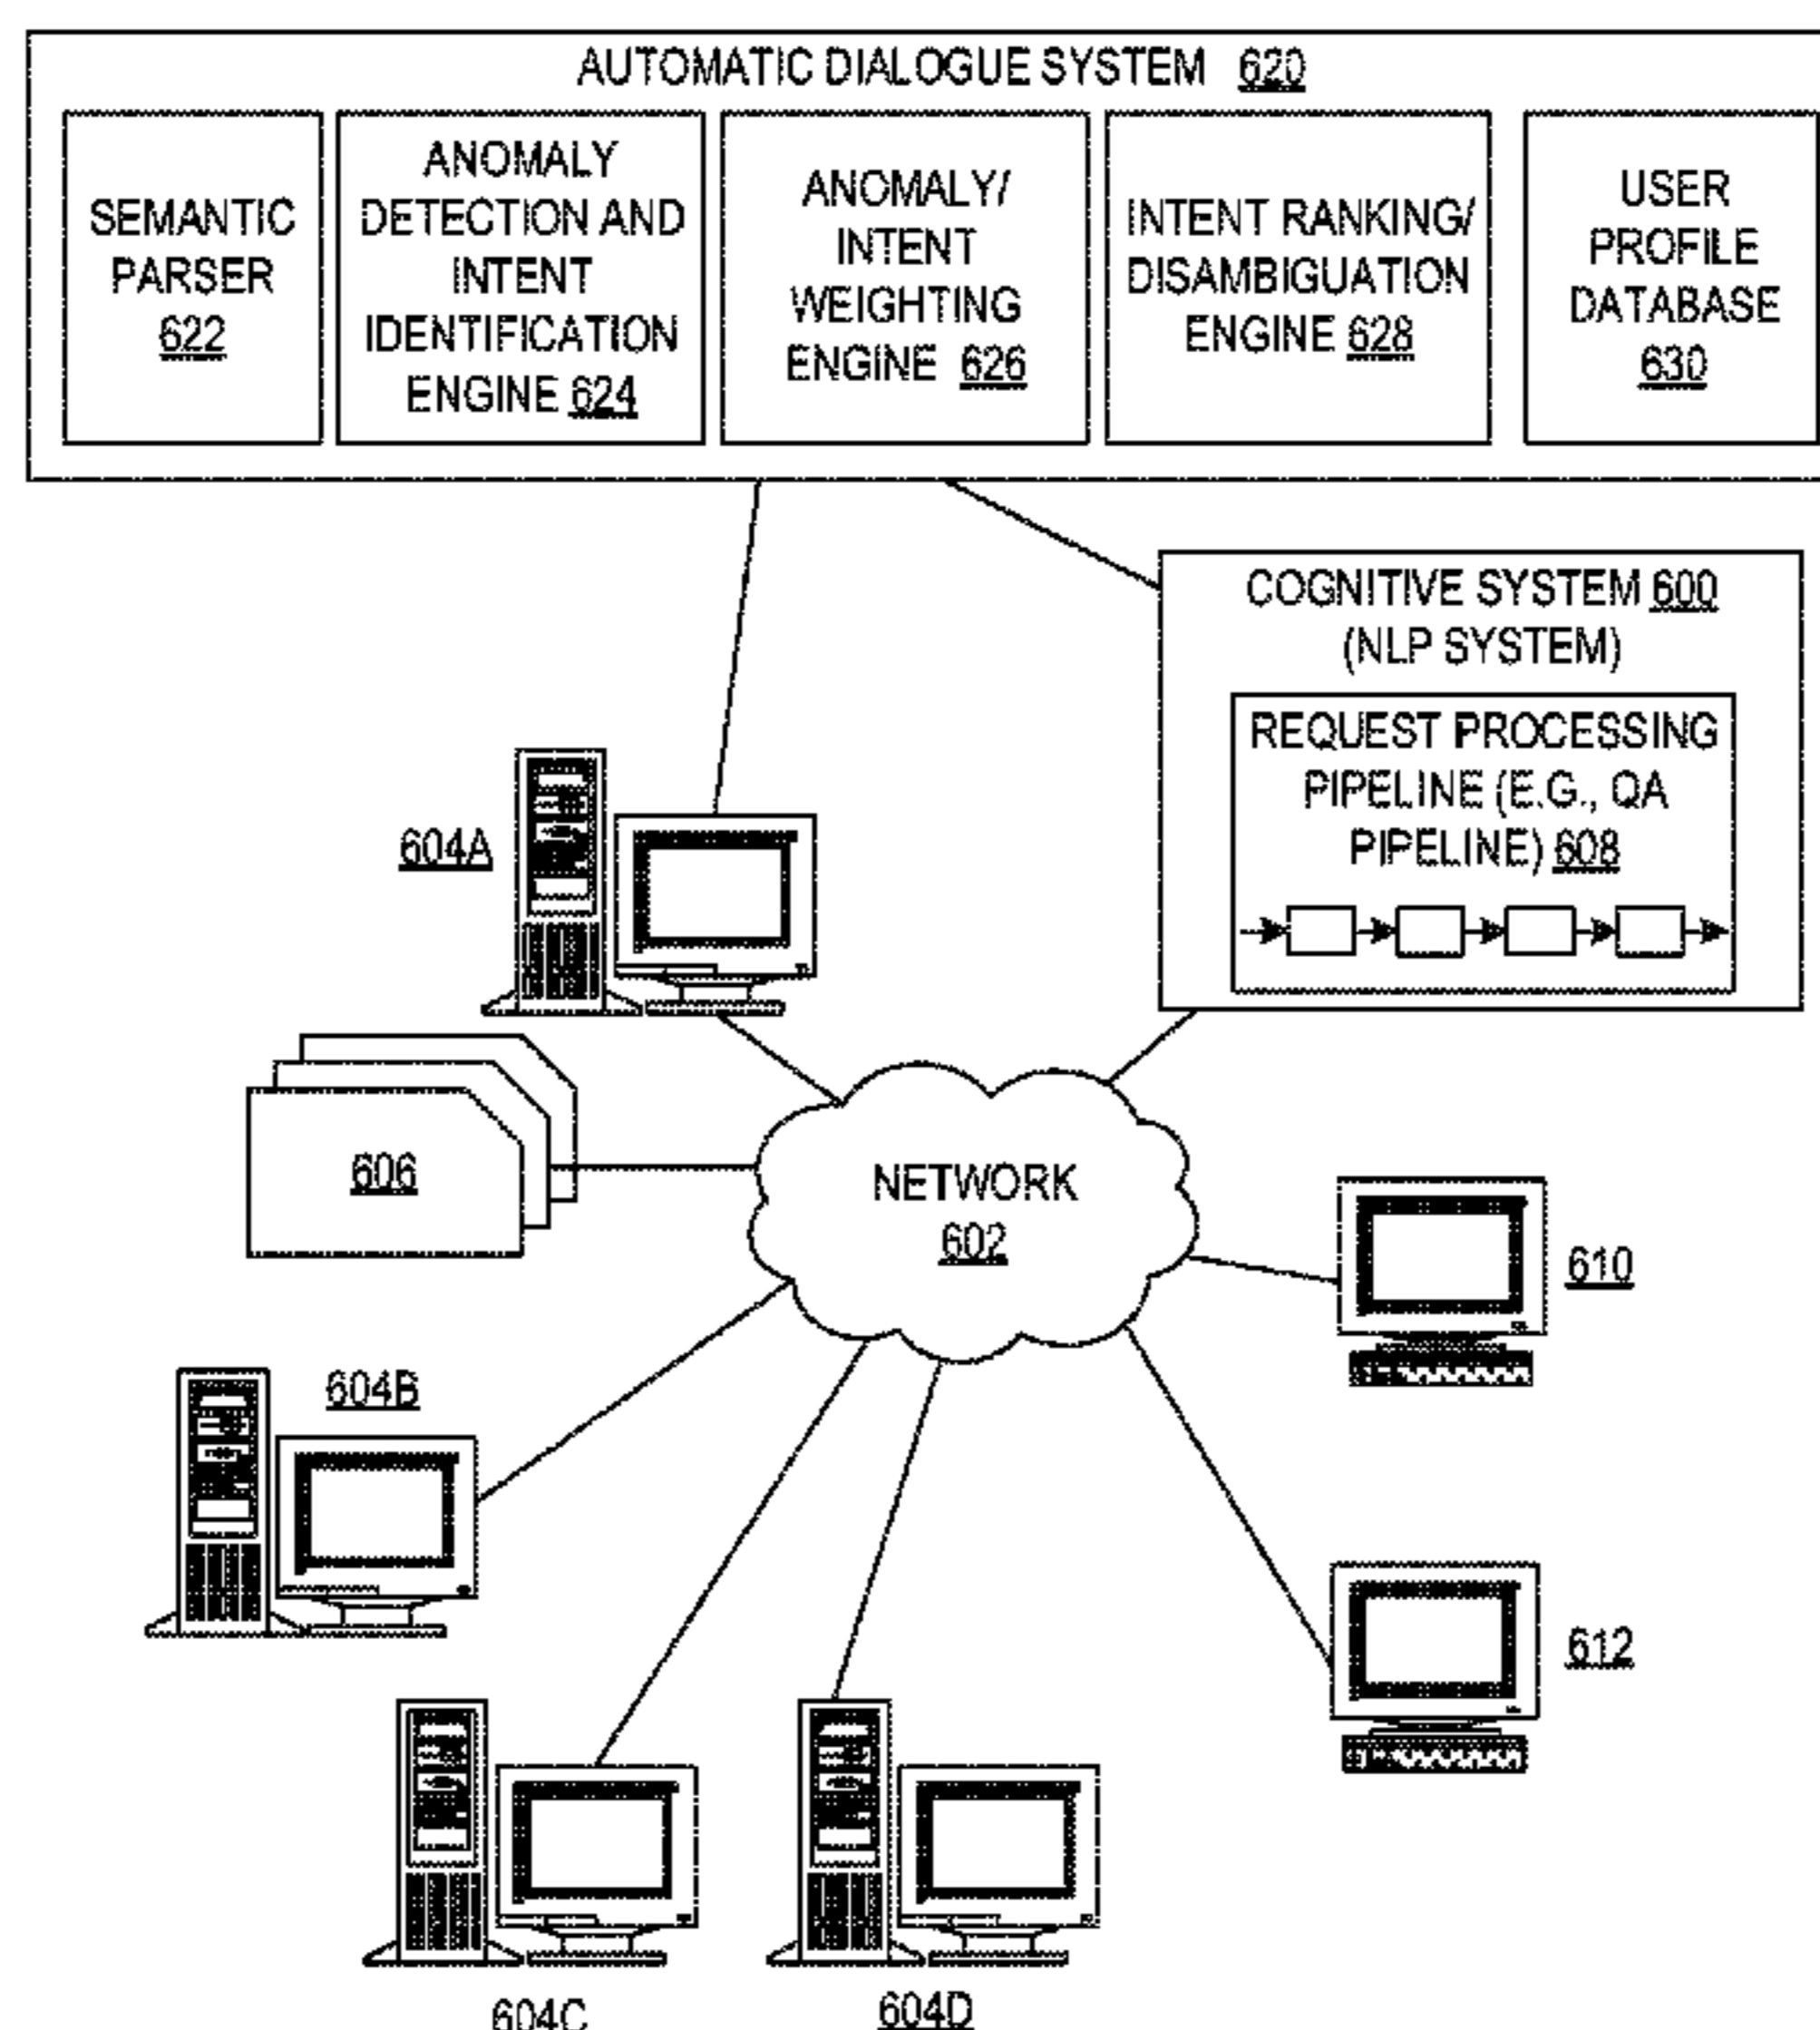 AUTOMATIC DIALOGUE SYSTEM 620
SEMANTIC
PARSER
622
ANOMALY
DETECTION AND
INTENT
IDENTIFICATION
ENGINE 624
ANOMALY/
INTENT
WEIGHTING
ENGINE 626
INTENT RANKING/
DISAMBIGUATION
ENGINE 628
USER
PROFILE
DATABASE
630
COGNITIVE SYSTEM 600
(NLP SYSTEM)
REQUEST PROCESSING
PIPELINE (E.G., QA
PIPELINE) 608
604A
606
NETWORK
602
610
604B
612
604C
604D